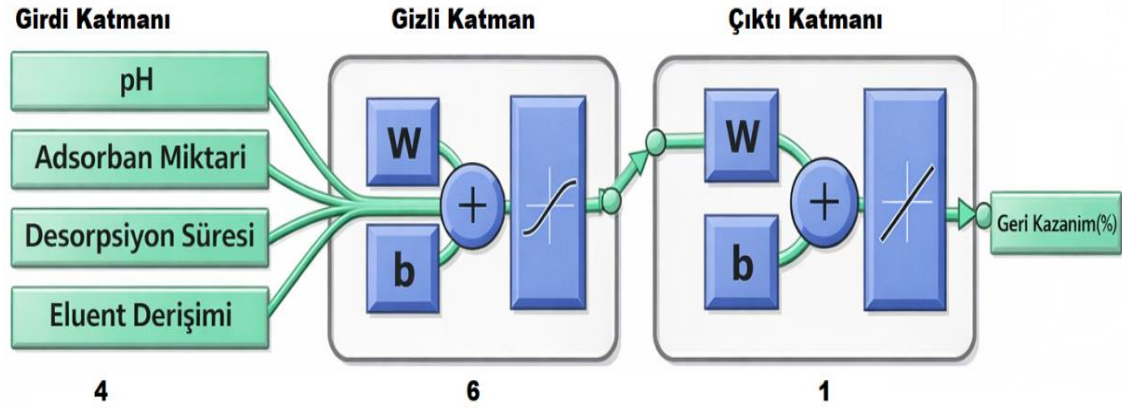 Girdi Katmanı
Gizli Katman
Çıktı Katmanı
pH
Adsorban Miktari
Desorpsiyon Süresi
Eluent Derişimi
W
+
b
W
+
b
Geri Kazanim(%)
4
6
1